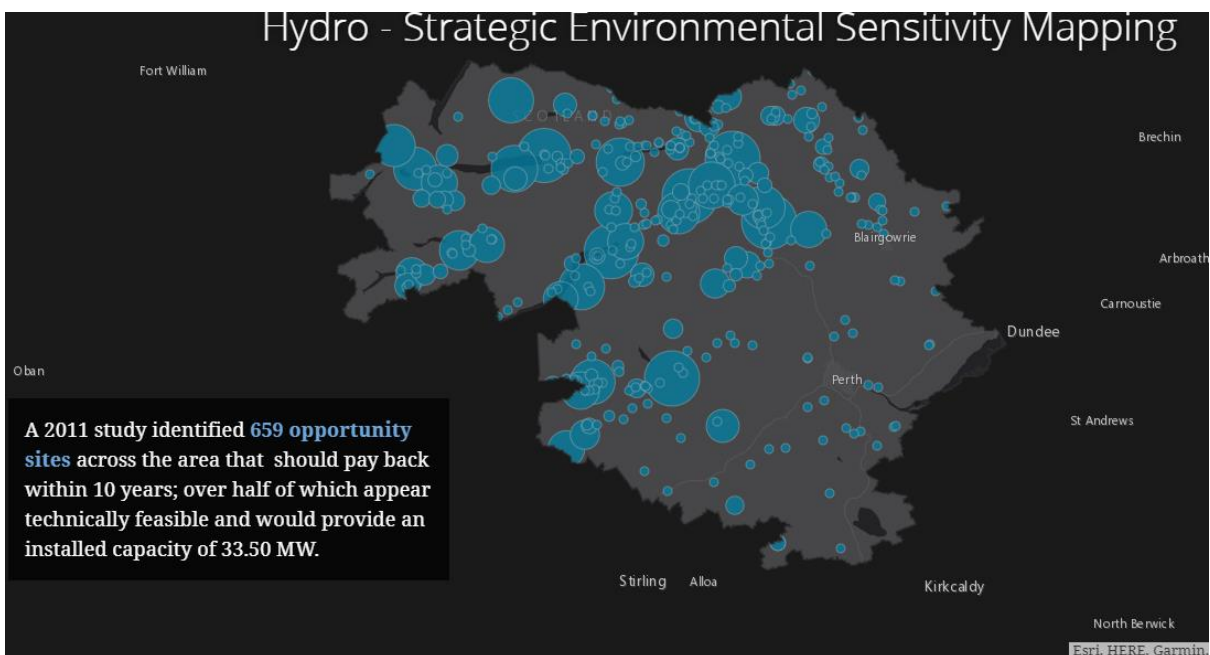 Hydro - Strategic Environmental Sensitivity Mapping
Fort William
SCOTLAND
Brechin
Blairgowrie
Arbroath
Carnoustie
Dundee
Oban
Perth
St Andrews
A 2011 study identified 659 opportunity
sites across the area that should pay back
within 10 years; over half of which appear
technically feasible and would provide an
installed capacity of 33.50 MW.
Stirling
Alloa
Kirkcaldy
North Berwick
Esri, HERE, Garmin,